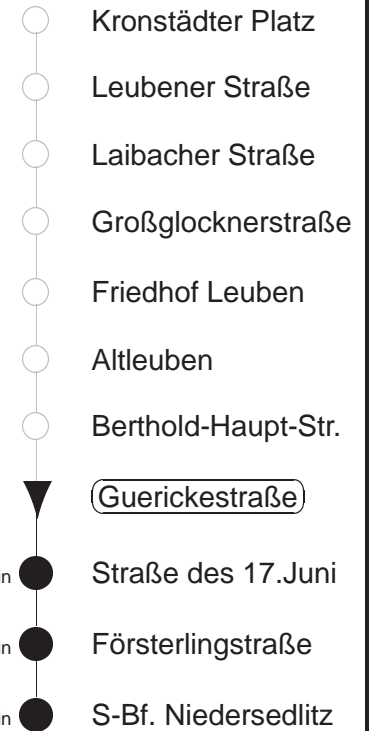 Kronstädter Platz
Leubener Straße
Laibacher Straße
Großglocknerstraße
Friedhof Leuben
Altleuben
Berthold-Haupt-Str.
Guerickestraße
Straße des 17.Juni
Försterlingstraße
S-Bf. Niedersedlitz